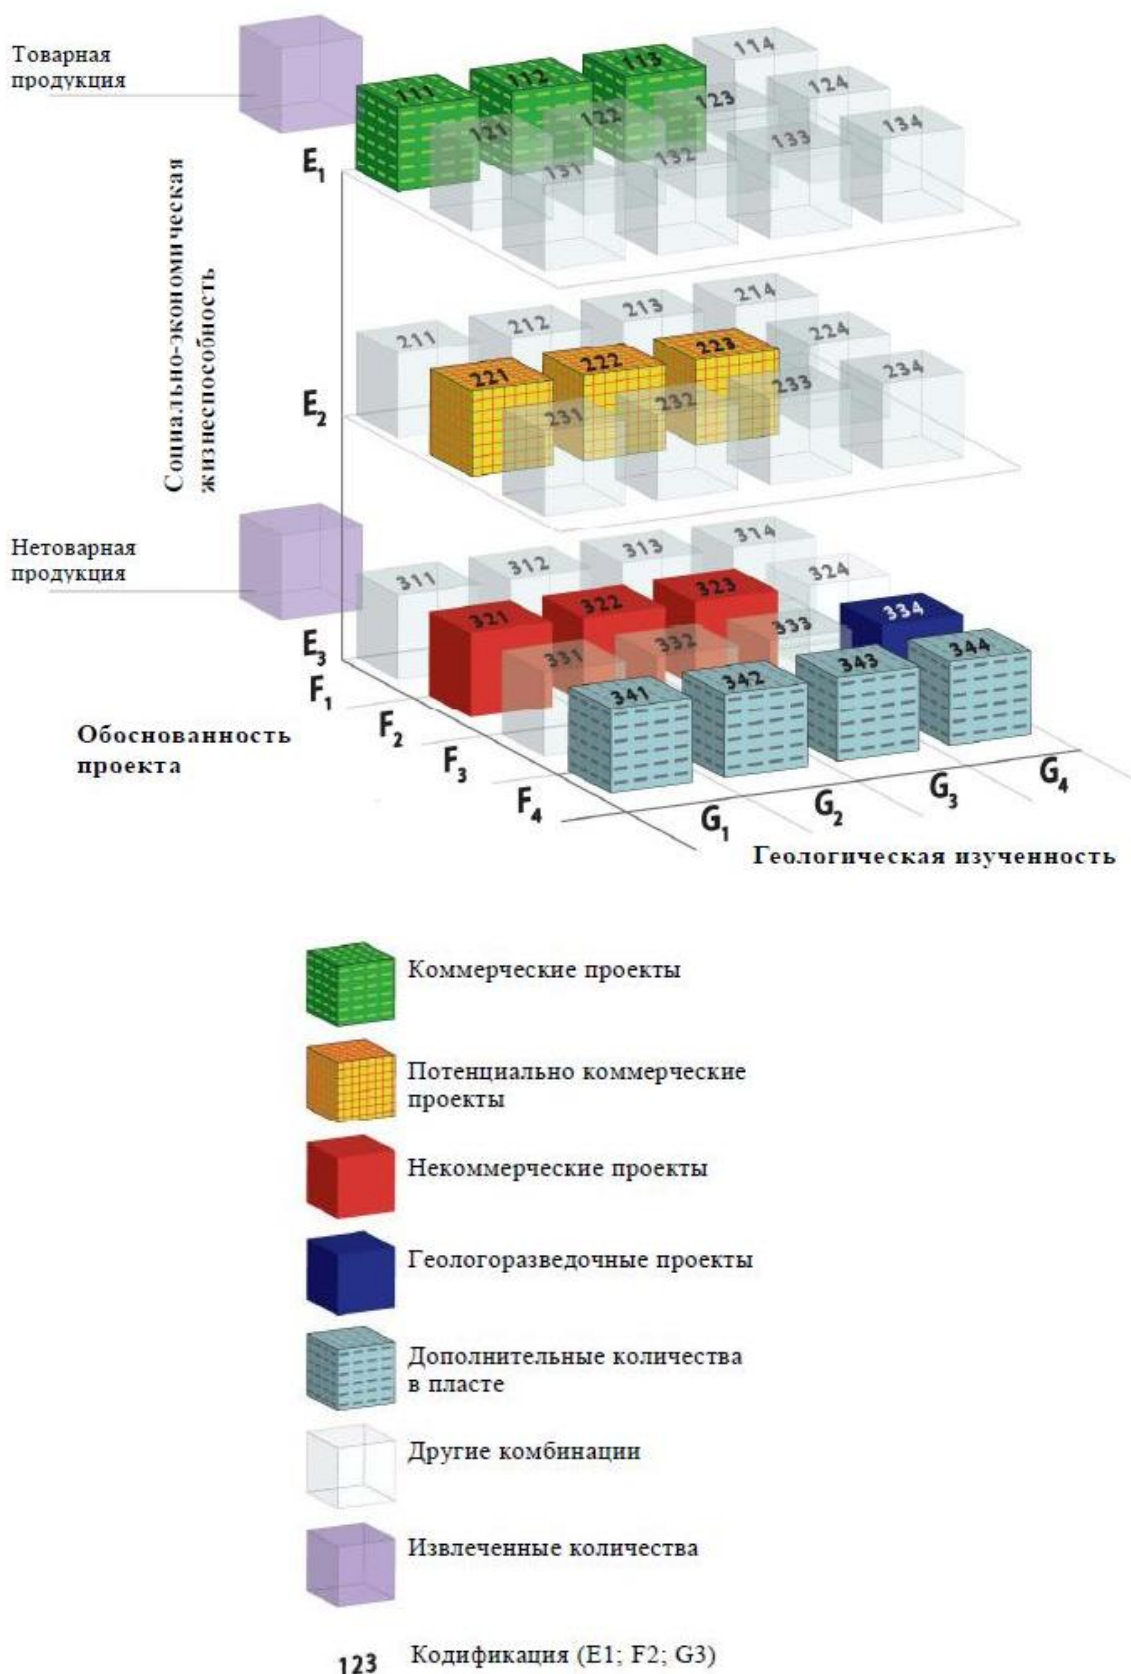 Товарная
продукция
Социально-экономическая
жизнеспособность
E1
111
112
113
114
121
122
123
124
131
132
133
134
E2
211
212
213
214
221
222
223
224
231
232
233
234
Нетоварная
продукция
E3
311
312
313
314
321
322
323
324
331
332
333
334
341
342
343
344
F1
F2
F3
F4
Обоснованность
проекта
G1
G2
G3
G4
Геологическая изученность
Коммерческие проекты
Потенциально коммерческие
проекты
Некоммерческие проекты
Геологоразведочные проекты
Дополнительные количества
в пласте
Другие комбинации
Извлеченные количества
123 Кодификация (E1; F2; G3)